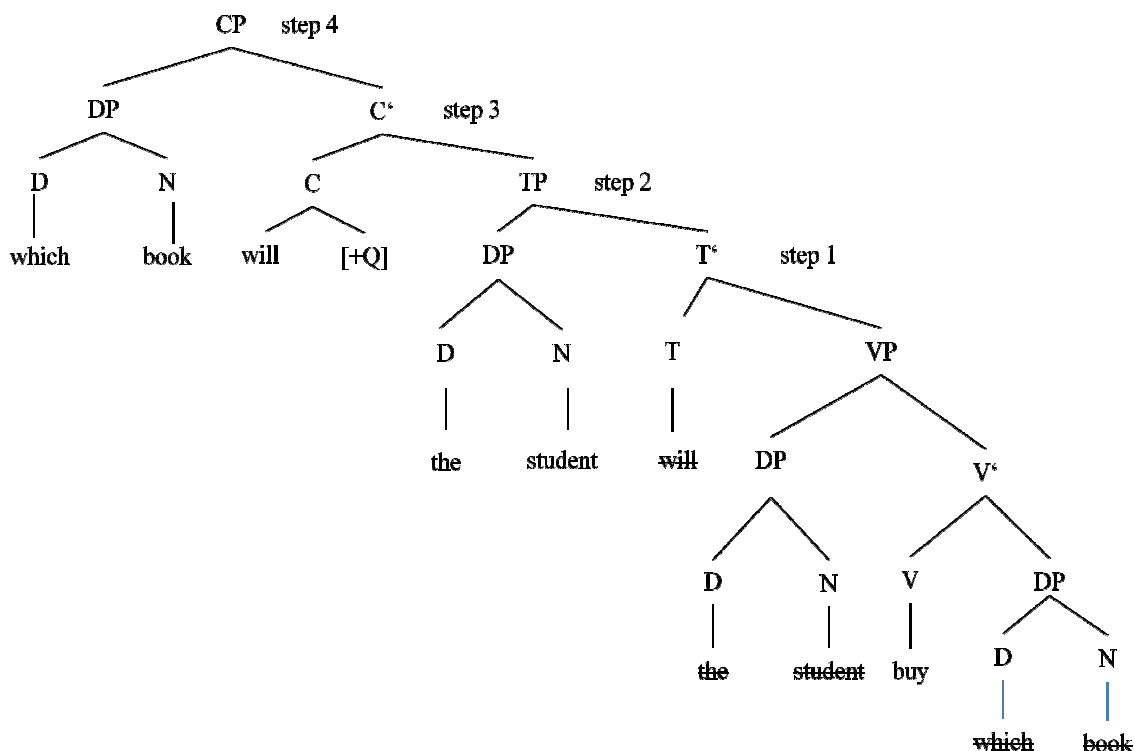 CP step 4
DP C‘ step 3
D N C TP step 2
which book will [+Q] DP T‘ step 1
D N T VP
the student will DP V‘
D N V DP
the student buy D N
which book